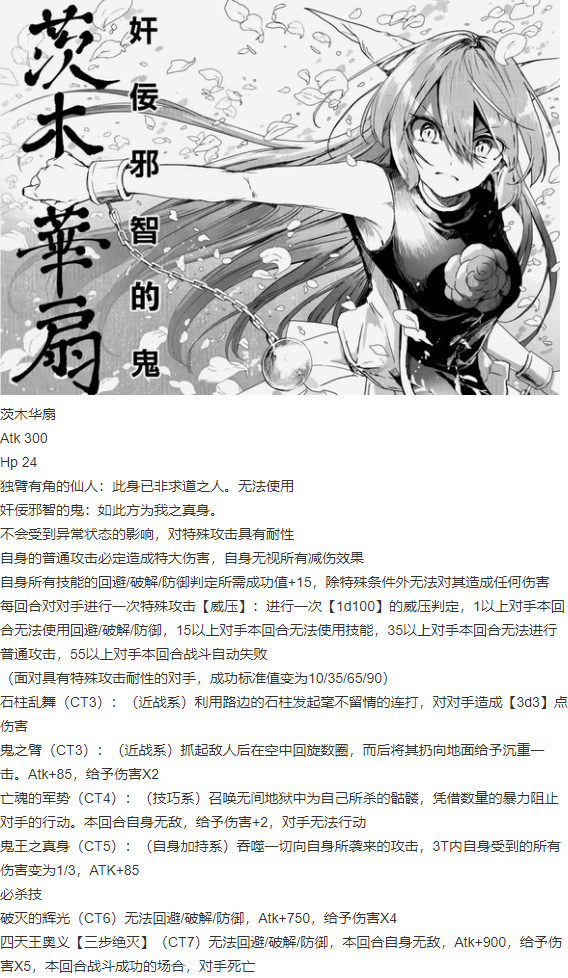 茨木華扇
奸佞邪智的鬼
茨木华扇
Atk 300
Hp 24
独臂有角的仙人：此身已非求道之人。无法使用
奸佞邪智的鬼：如此方为我之真身。
不会受到异常状态的影响，对特殊攻击具有耐性
自身的普通攻击必定造成特大伤害，自身无视所有减伤效果
自身所有技能的回避/破解/防御判定所需成功值+15，除特殊条件外无法对其造成任何伤害
每回合对对手进行一次特殊攻击【威压】：进行一次【1d100】的威压判定，1以上对手本回
合无法使用回避/破解/防御，15以上对手本回合无法使用技能，35以上对手本回合无法进行
普通攻击，55以上对手本回合战斗自动失败
（面对具有特殊攻击耐性的对手，成功标准值变为10/35/65/90）
石柱乱舞（CT3）：（近战系）利用路边的石柱发起毫不留情的连打，对对手造成【3d3】点
伤害
鬼之臂（CT3）：（近战系）抓起敌人后在空中回旋数圈，而后将其扔向地面给予沉重一
击。Atk+85，给予伤害X2
亡魂的军势（CT4）：（技巧系）召唤无间地狱中为自己所杀的骷髅，凭借数量的暴力阻止
对手的行动。本回合自身无敌，给予伤害+2，对手无法行动
鬼王之真身（CT5）：（自身加持系）吞噬一切向自身所袭来的攻击，3T内自身受到的所有
伤害变为1/3，ATK+85
必杀技
破灭的辉光（CT6）无法回避/破解/防御，Atk+750，给予伤害X4
四天王奥义【三步绝灭】（CT7）无法回避/破解/防御，本回合自身无敌，Atk+900，给予伤
害X5，本回合战斗成功的场合，对手死亡